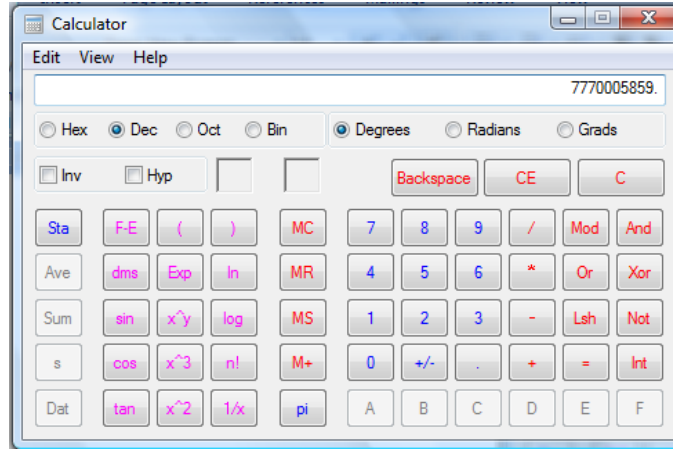 Calculator
Edit View Help
7770005859.
Hex Dec Oct Bin Degrees Radians Grads
Inv Hyp Backspace CE C
Sta F-E ( ) MC 7 8 9 / Mod And
Ave dms Exp ln MR 4 5 6 * Or Xor
Sum sin x^y log MS 1 2 3 - Lsh Not
s cos x^3 n! M+ 0 +/- . + = Int
Dat tan x^2 1/x pi A B C D E F